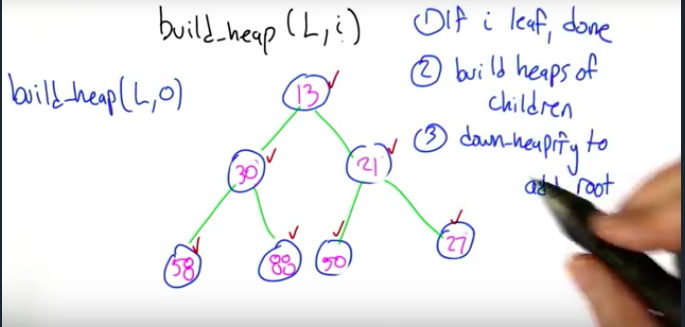 build_heap(L,i)
build_heap(L,0)
① If i leaf, done
② build heaps of
children
③ down-heapify to
add root
13
30 21
58 50 27